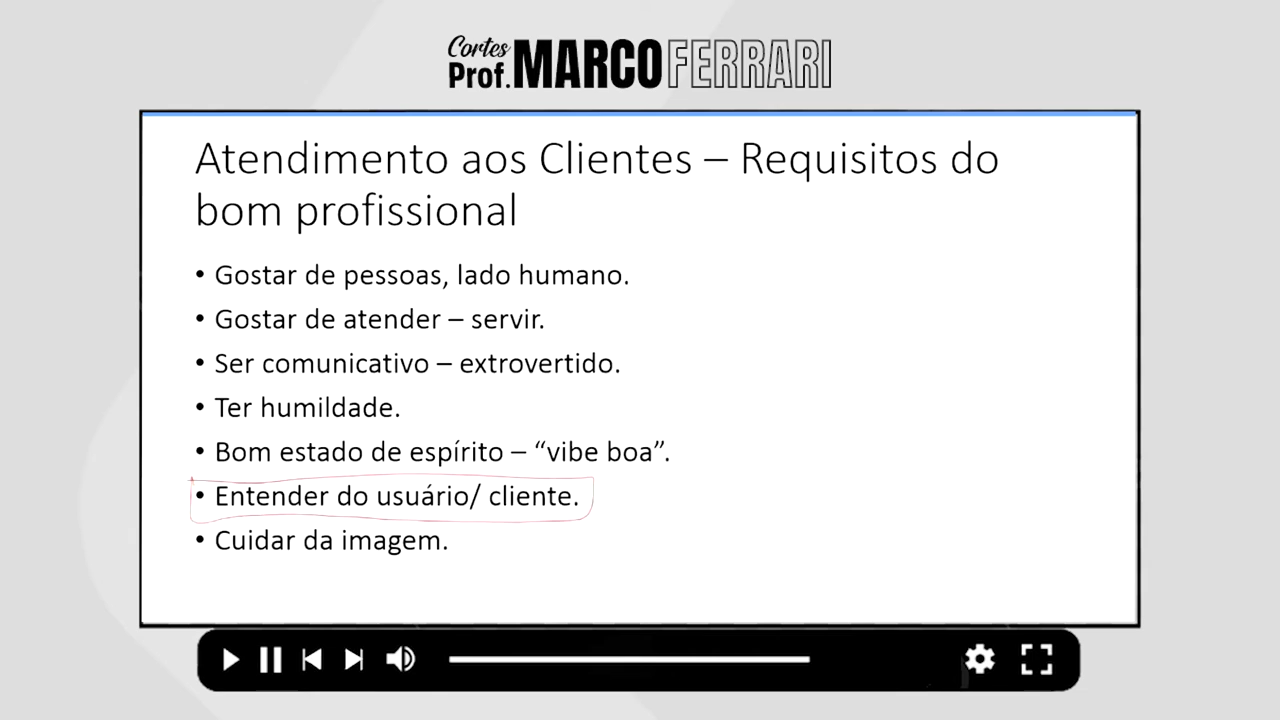 Cortes
Prof. MARCO FERRARI
Atendimento aos Clientes – Requisitos do
bom profissional
• Gostar de pessoas, lado humano.
• Gostar de atender – servir.
• Ser comunicativo – extrovertido.
• Ter humildade.
• Bom estado de espírito – “vibe boa”.
• Entender do usuário/ cliente.
• Cuidar da imagem.